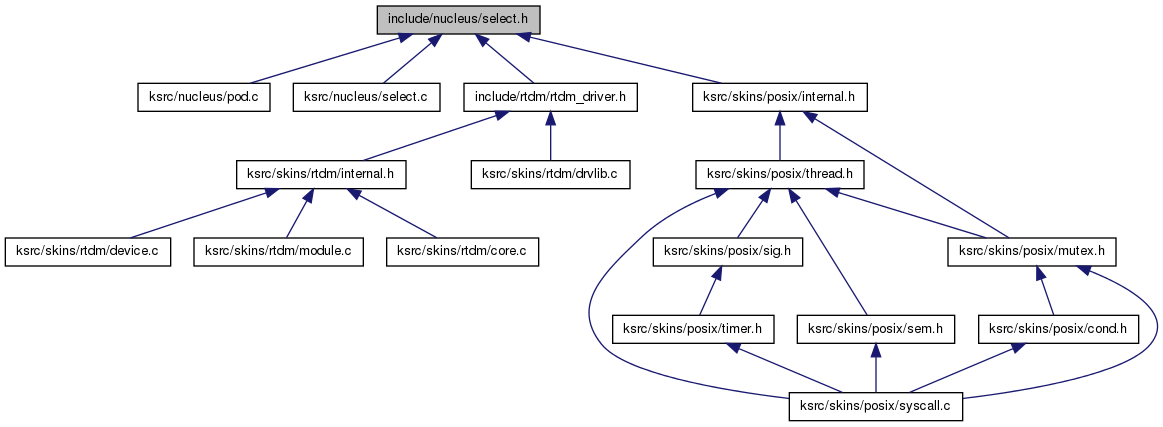 include/nucleus/select.h
ksrc/nucleus/pod.c
ksrc/nucleus/select.c
include/rtdm/rtdm_driver.h
ksrc/skins/posix/internal.h
ksrc/skins/rtdm/internal.h
ksrc/skins/rtdm/drvlib.c
ksrc/skins/posix/thread.h
ksrc/skins/rtdm/device.c
ksrc/skins/rtdm/module.c
ksrc/skins/rtdm/core.c
ksrc/skins/posix/sig.h
ksrc/skins/posix/mutex.h
ksrc/skins/posix/timer.h
ksrc/skins/posix/sem.h
ksrc/skins/posix/cond.h
ksrc/skins/posix/syscall.c